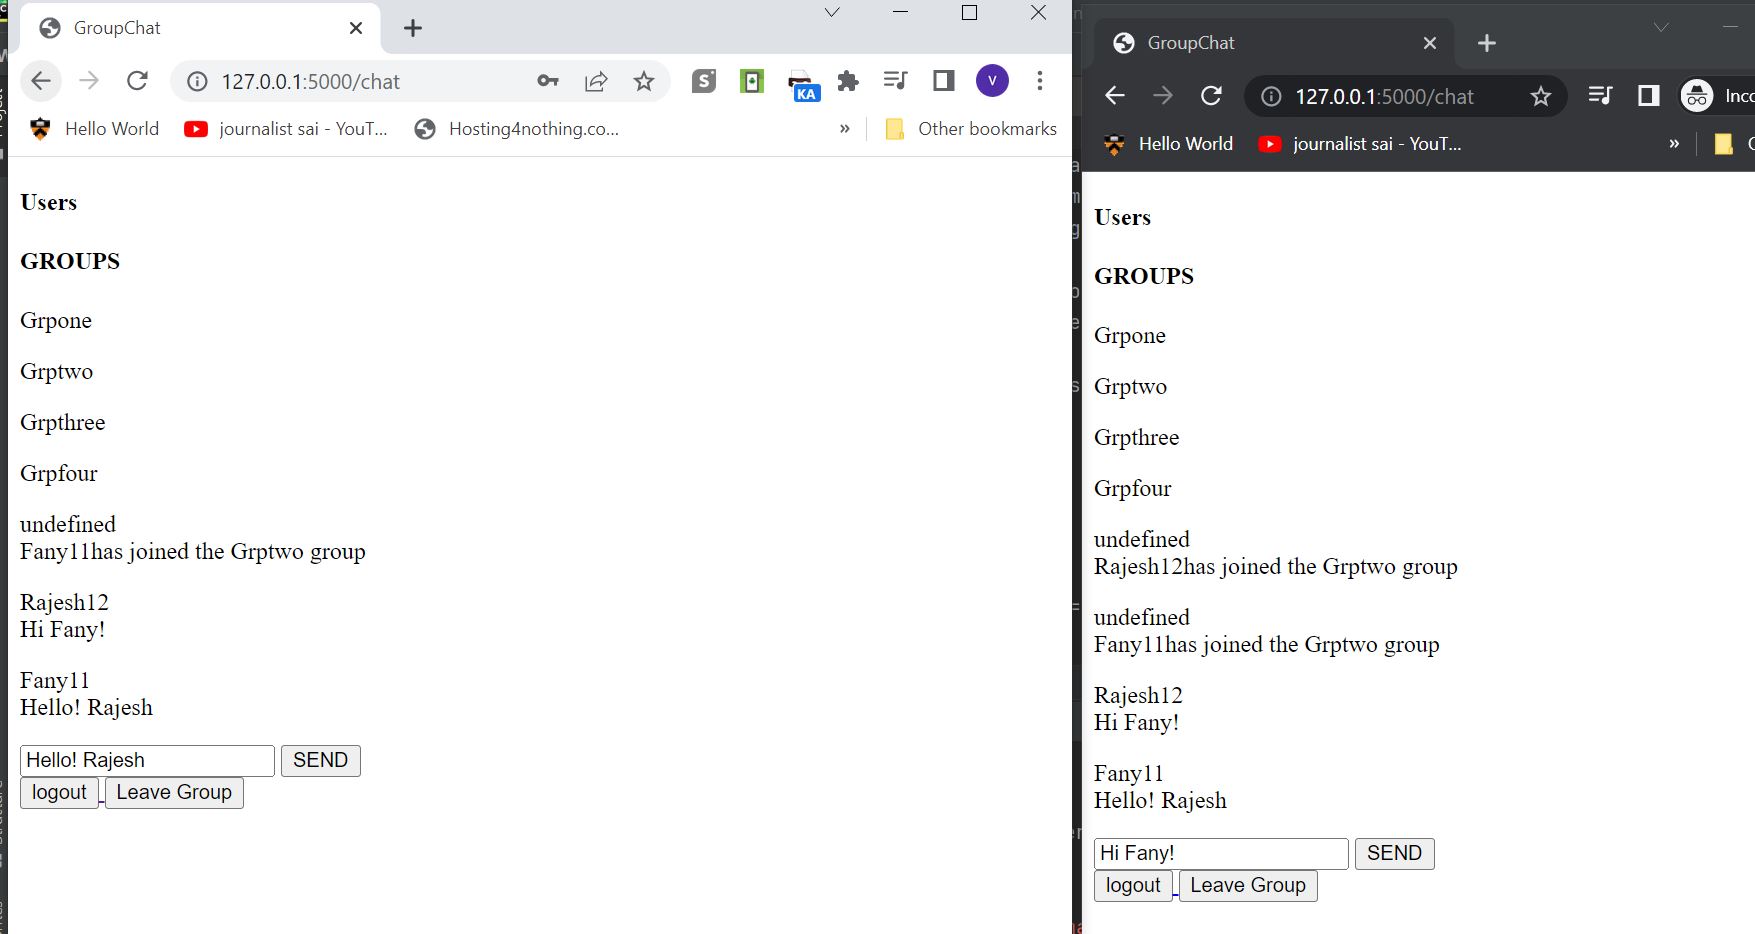 GroupChat
127.0.0.1:5000/chat
KA
V
Hello World
journalist sai - YouT...
Hosting4nothing.co...
»
Other bookmarks
Users
GROUPS
Grpone
Grptwo
Grpthree
Grpfour
undefined
Fany11has joined the Grptwo group
Rajesh12
Hi Fany!
Fany11
Hello! Rajesh
Hello! Rajesh SEND
logout Leave Group
GroupChat
127.0.0.1:5000/chat
Inco
Hello World
journalist sai - YouT...
»
Users
GROUPS
Grpone
Grptwo
Grpthree
Grpfour
undefined
Rajesh12has joined the Grptwo group
undefined
Fany11has joined the Grptwo group
Rajesh12
Hi Fany!
Fany11
Hello! Rajesh
Hi Fany! SEND
logout Leave Group